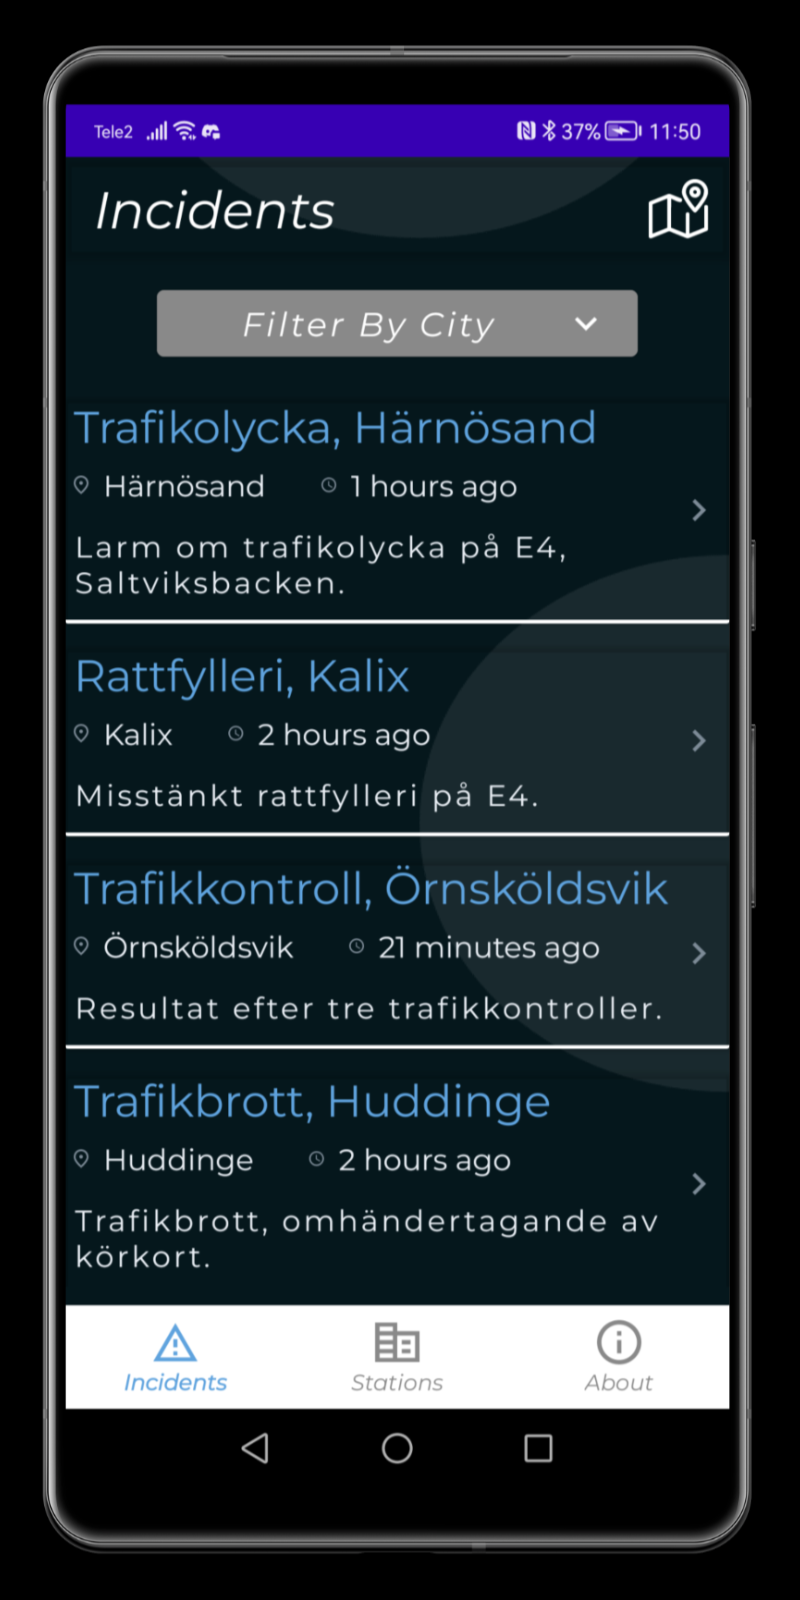 Tele2 37% 11:50
Incidents
Filter By City
Trafikolycka, Härnösand
Härnösand 1 hours ago
Larm om trafikolycka på E4,
Saltviksbacken.
Rattfylleri, Kalix
Kalix 2 hours ago
Misstänkt rattfylleri på E4.
Trafikkontroll, Örnsköldsvik
Örnsköldsvik 21 minutes ago
Resultat efter tre trafikkontroller.
Trafikbrott, Huddinge
Huddinge 2 hours ago
Trafikbrott, omhändertagande av
körkort.
Incidents Stations About